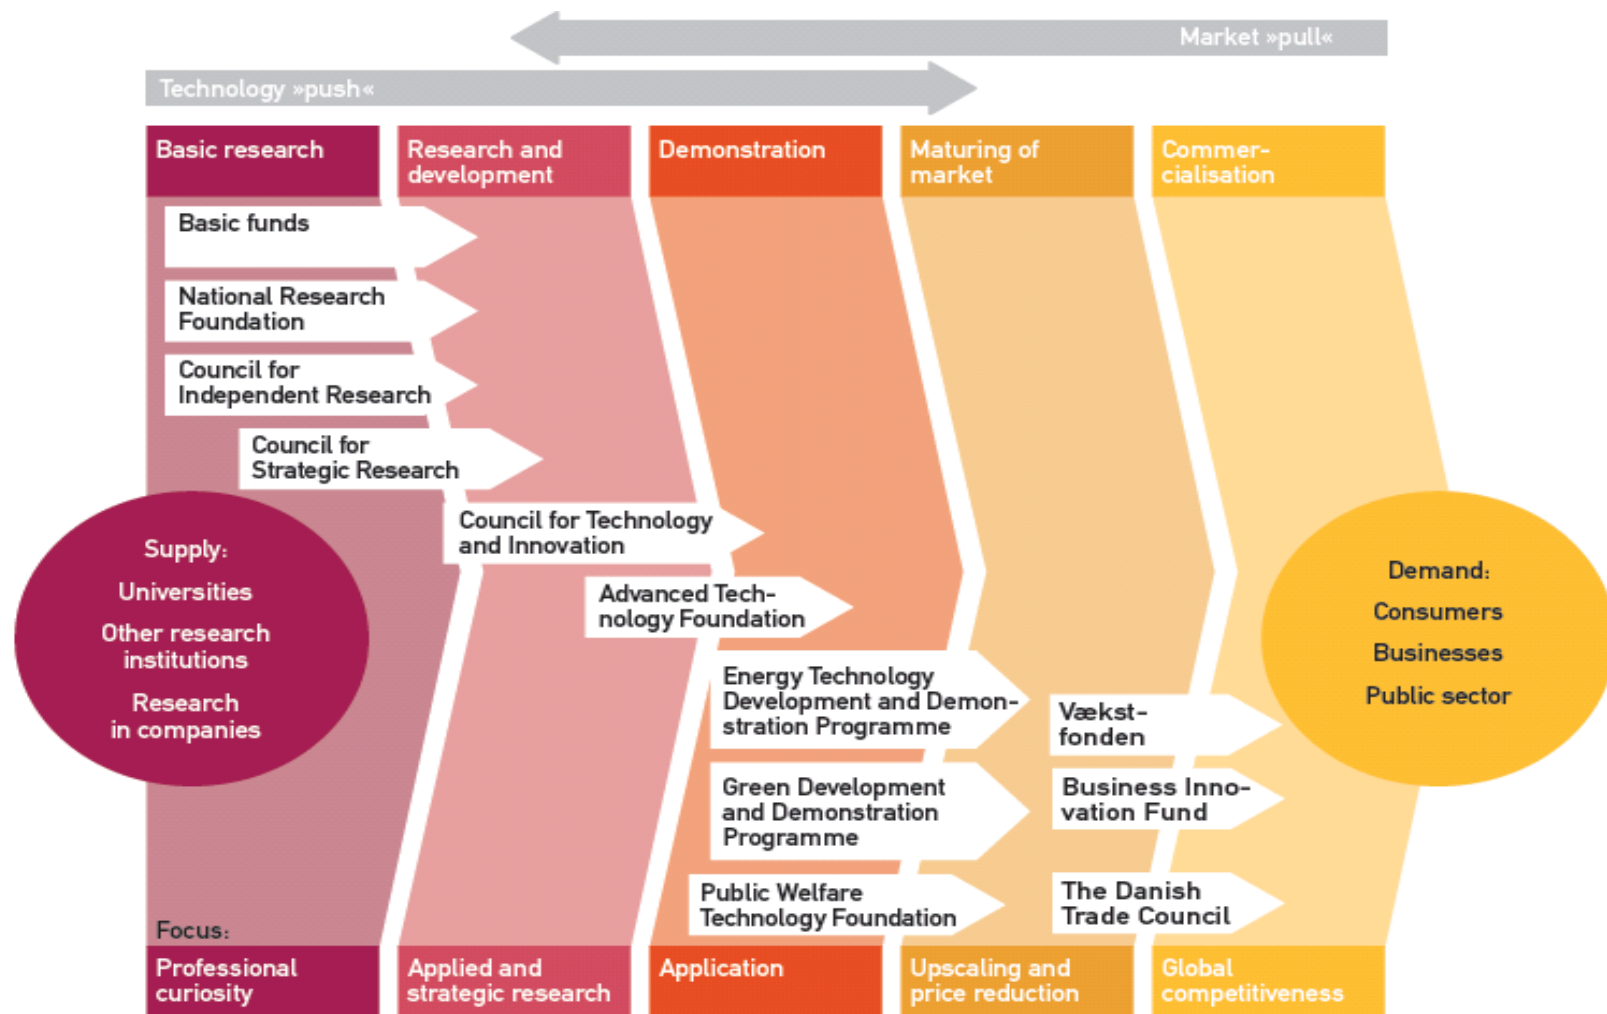 Market »pull«
Technology »push«
Basic research
Research and
development
Demonstration
Maturing of
market
Commer-
cialisation
Basic funds
National Research
Foundation
Council for
Independent Research
Council for
Strategic Research
Council for Technology
and Innovation
Advanced Tech-
nology Foundation
Energy Technology
Development and Demon-
stration Programme
Green Development
and Demonstration
Programme
Public Welfare
Technology Foundation
Vækst-
fonden
Business Inno-
vation Fund
The Danish
Trade Council
Supply:
Universities
Other research
institutions
Research
in companies
Demand:
Consumers
Businesses
Public sector
Focus:
Professional
curiosity
Applied and
strategic research
Application
Upscaling and
price reduction
Global
competitiveness